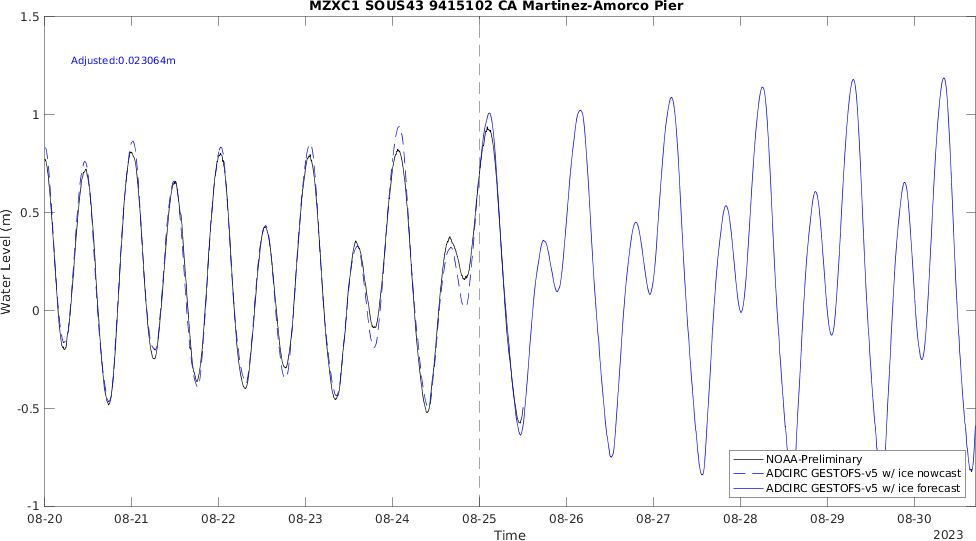 MZXC1 SOUS43 9415102 CA Martinez-Amorco Pier
1.5
Adjusted:0.023064m
1
0.5
0
-0.5
-1
Water Level (m)
NOAA-Preliminary
ADCIRC GESTOFS-v5 w/ ice nowcast
ADCIRC GESTOFS-v5 w/ ice forecast
08-20 08-21 08-22 08-23 08-24 08-25 08-26 08-27 08-28 08-29 08-30
Time
2023